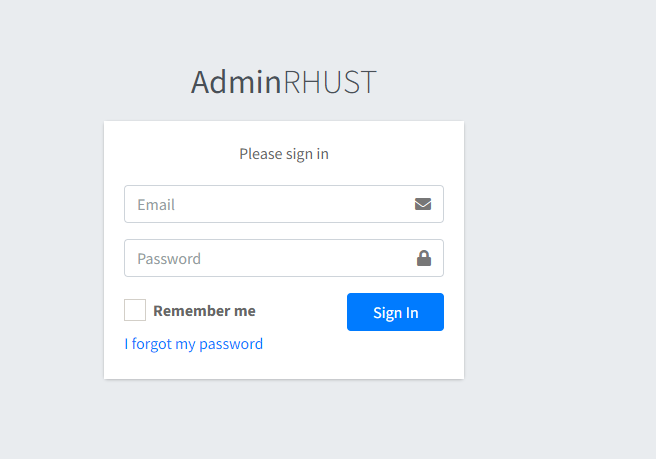 AdminRHUST
Please sign in
Email
Password
Remember me
Sign In
I forgot my password